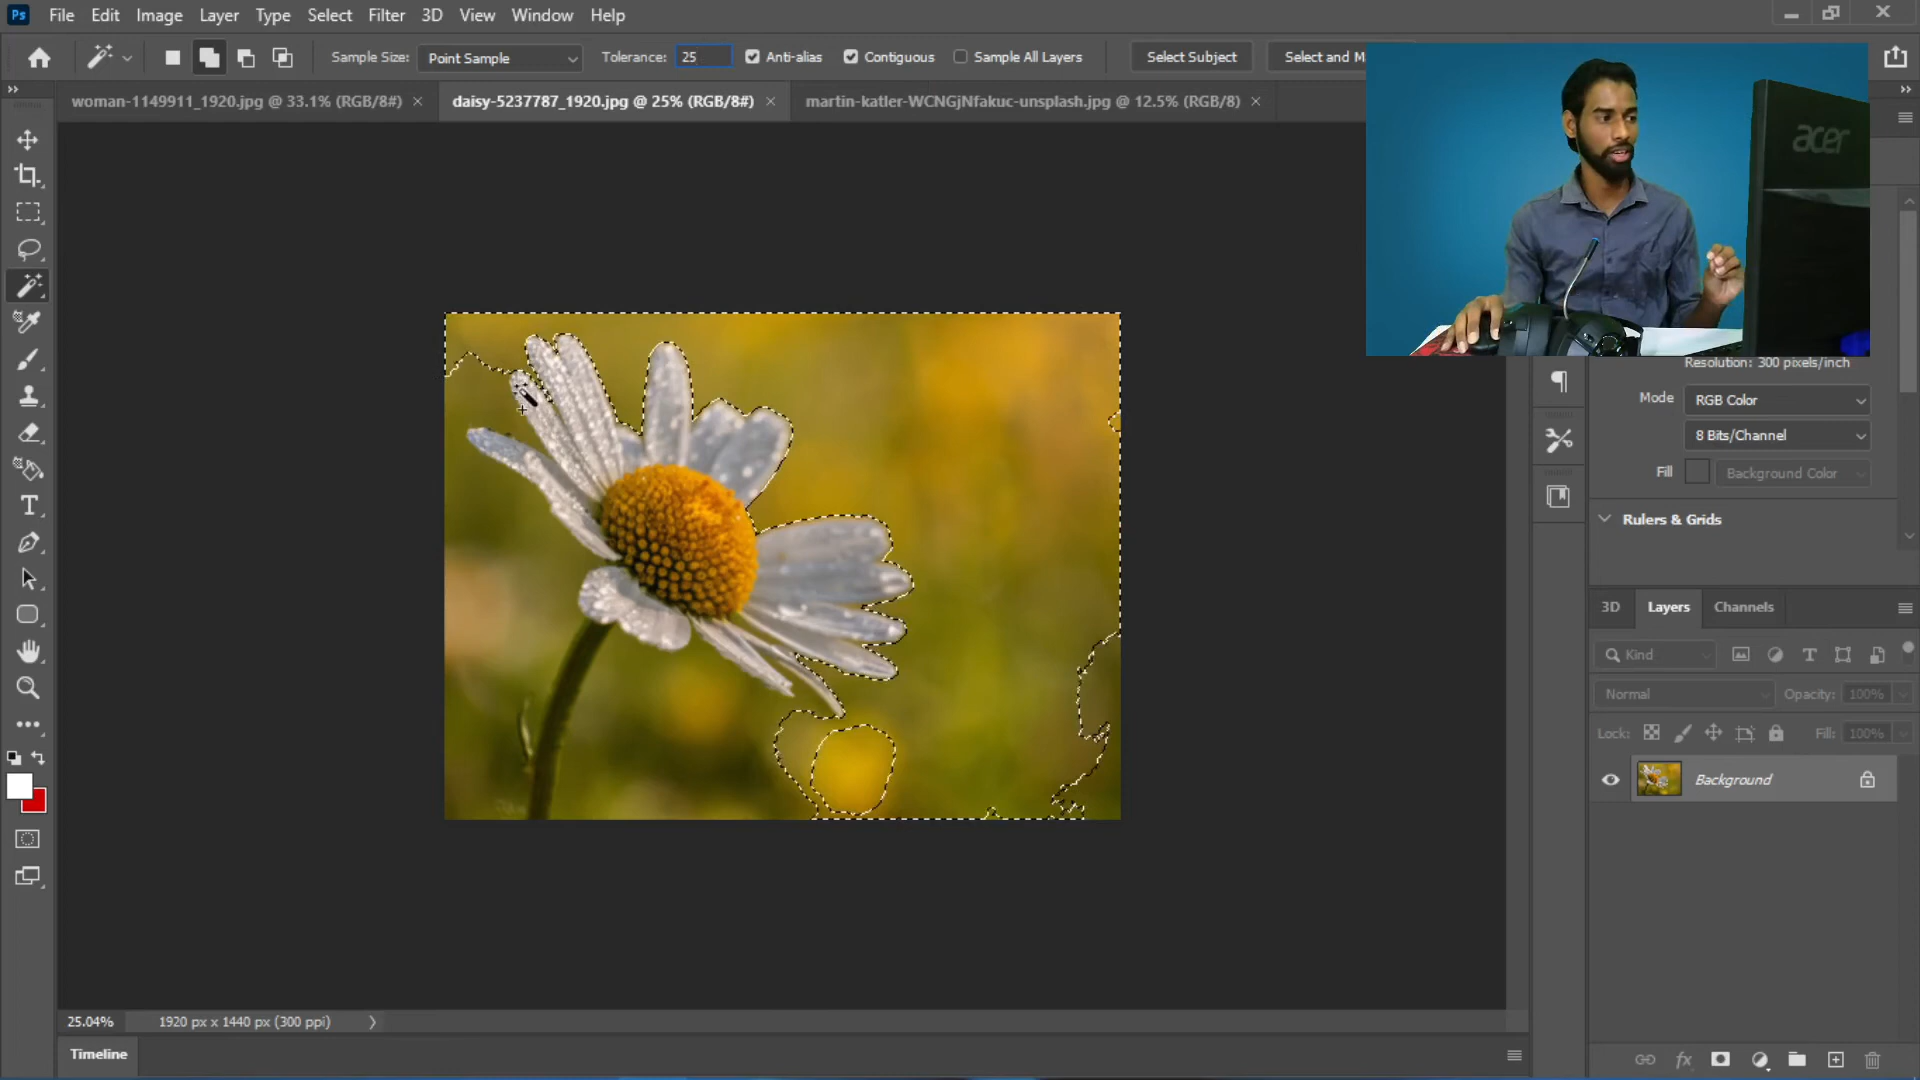 Ps File Edit Image Layer Type Select Filter 3D View Window Help
Sample Size: Point Sample Tolerance: 25 Anti-alias Contiguous Sample All Layers Select Subject Select and M
woman-1149911_1920.jpg @ 33.1% (RGB/8#) daisy-5237787_1920.jpg @ 25% (RGB/8#) martin-katler-WCNGjNfakuc-unsplash.jpg @ 12.5% (RGB/8)
acer
Resolution: 300 pixels/inch
Mode RGB Color
8 Bits/Channel
Fill Background Color
Rulers & Grids
3D Layers Channels
Kind
Normal Opacity: 100%
Lock: Fill: 100%
Background
25.04% 1920 px x 1440 px (300 ppi)
Timeline
fx